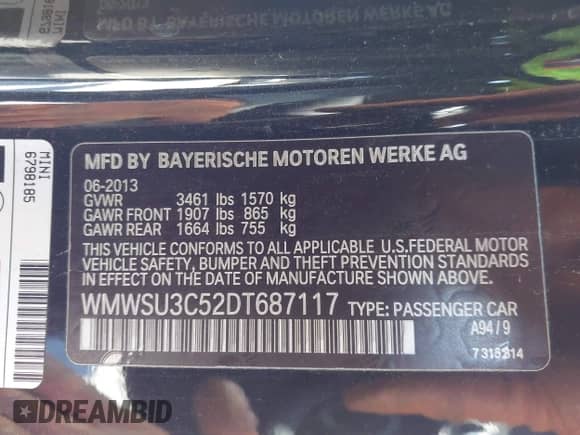 MFD BY BAYERISCHE MOTOREN WERKE AG
06-2013
GVWR 3461 lbs 1570 kg
GAWR FRONT 1907 lbs 865 kg
GAWR REAR 1664 lbs 755 kg
THIS VEHICLE CONFORMS TO ALL APPLICABLE U.S.FEDERAL MOTOR
VEHICLE SAFETY, BUMPER AND THEFT PREVENTION STANDARDS
IN EFFECT ON THE DATE OF MANUFACTURE SHOWN ABOVE.
WMWSU3C52DT687117 TYPE: PASSENGER CAR
A94/9
MINI
6798185
DREAMBID